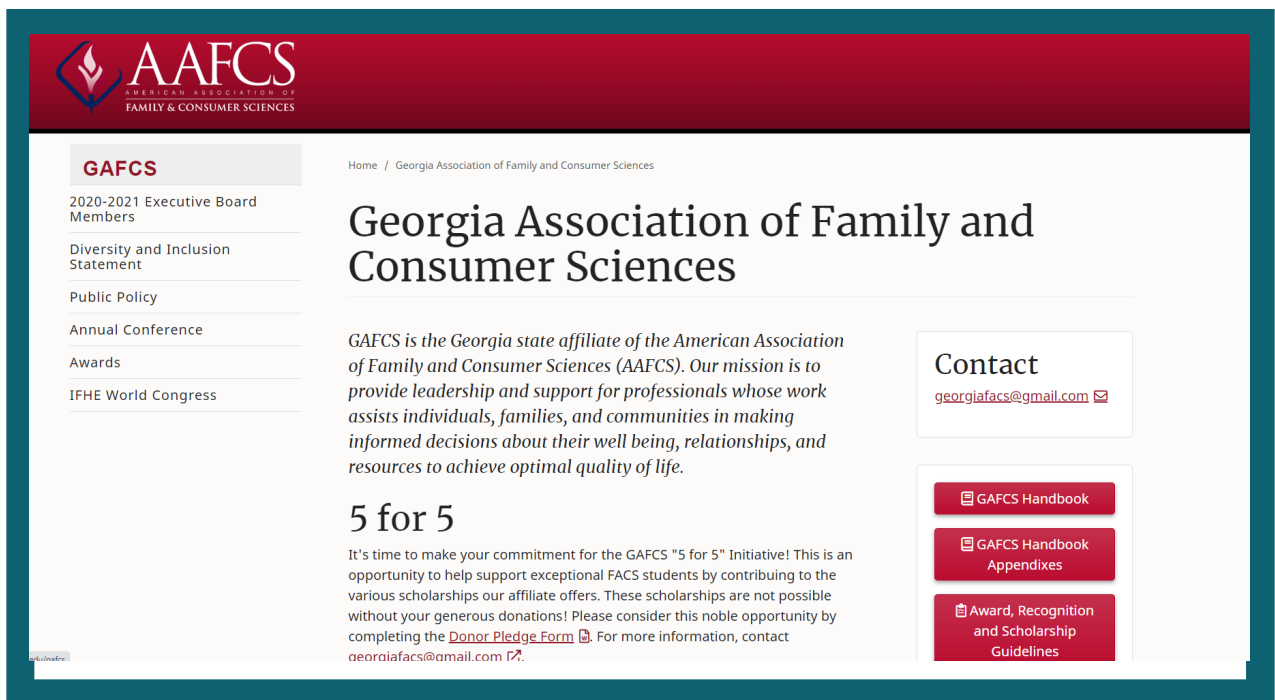 AAFCS
AMERICAN ASSOCIATION OF
FAMILY & CONSUMER SCIENCES
GAFCS
2020-2021 Executive Board
Members
Diversity and Inclusion
Statement
Public Policy
Annual Conference
Awards
IFHE World Congress
Home / Georgia Association of Family and Consumer Sciences
Georgia Association of Family and
Consumer Sciences
GAFCS is the Georgia state affiliate of the American Association
of Family and Consumer Sciences (AAFCS). Our mission is to
provide leadership and support for professionals whose work
assists individuals, families, and communities in making
informed decisions about their well being, relationships, and
resources to achieve optimal quality of life.
5 for 5
It's time to make your commitment for the GAFCS "5 for 5" Initiative! This is an
opportunity to help support exceptional FACS students by contributing to the
various scholarships our affiliate offers. These scholarships are not possible
without your generous donations! Please consider this noble opportunity by
completing the Donor Pledge Form. For more information, contact
georgiafacs@gmail.com.
Contact
georgiafacs@gmail.com
GAFCS Handbook
GAFCS Handbook
Appendixes
Award, Recognition
and Scholarship
Guidelines
edu/gafcs